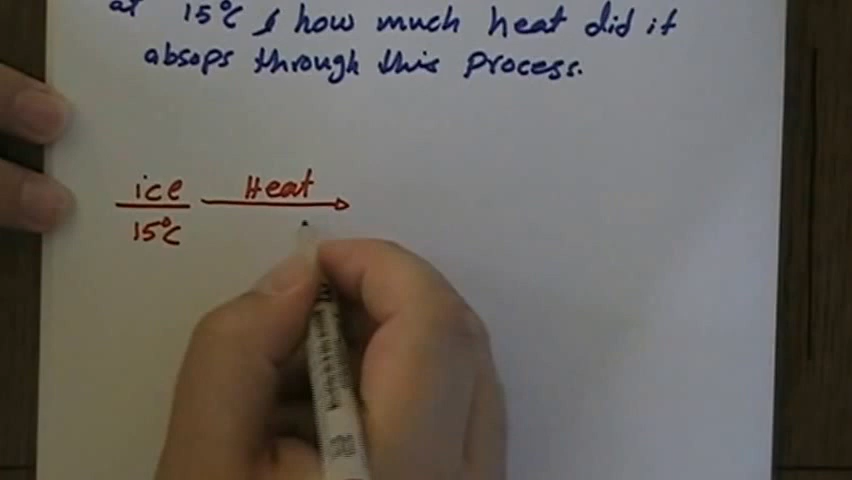 at 15°C & how much heat did it
absops through this process.
ice Heat
15°C